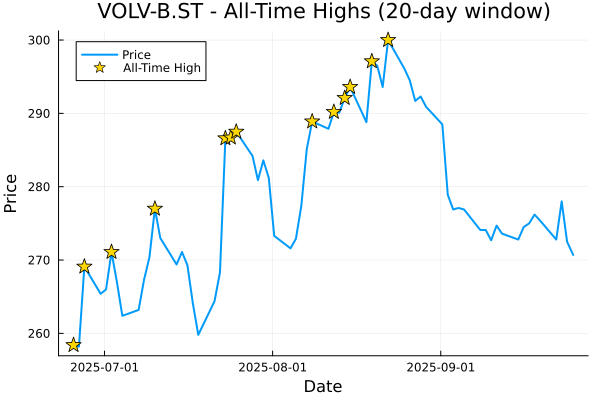 VOLV-B.ST - All-Time Highs (20-day window)
Price
All-Time High
300
290
280
270
260
Price
2025-07-01
2025-08-01
2025-09-01
Date